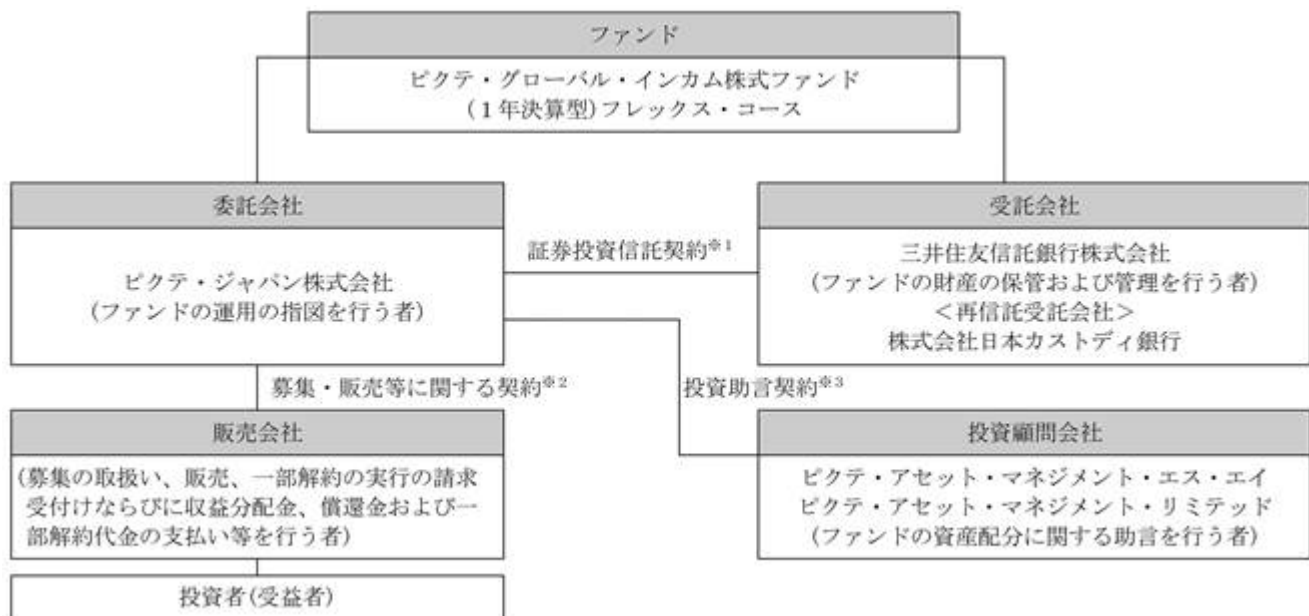 ファンド
ピクテ・グローバル・インカム株式ファンド
(1年決算型)フレックス・コース
委託会社
ピクテ・ジャパン株式会社
(ファンドの運用の指図を行う者)
証券投資信託契約※1
受託会社
三井住友信託銀行株式会社
(ファンドの財産の保管および管理を行う者)
<再信託受託会社>
株式会社日本カストディ銀行
募集・販売等に関する契約※2
投資助言契約※3
販売会社
(募集の取扱い、販売、一部解約の実行の請求
受付けならびに収益分配金、償還金および一
部解約代金の支払い等を行う者)
投資顧問会社
ピクテ・アセット・マネジメント・エス・エイ
ピクテ・アセット・マネジメント・リミテッド
(ファンドの資産配分に関する助言を行う者)
投資者(受益者)